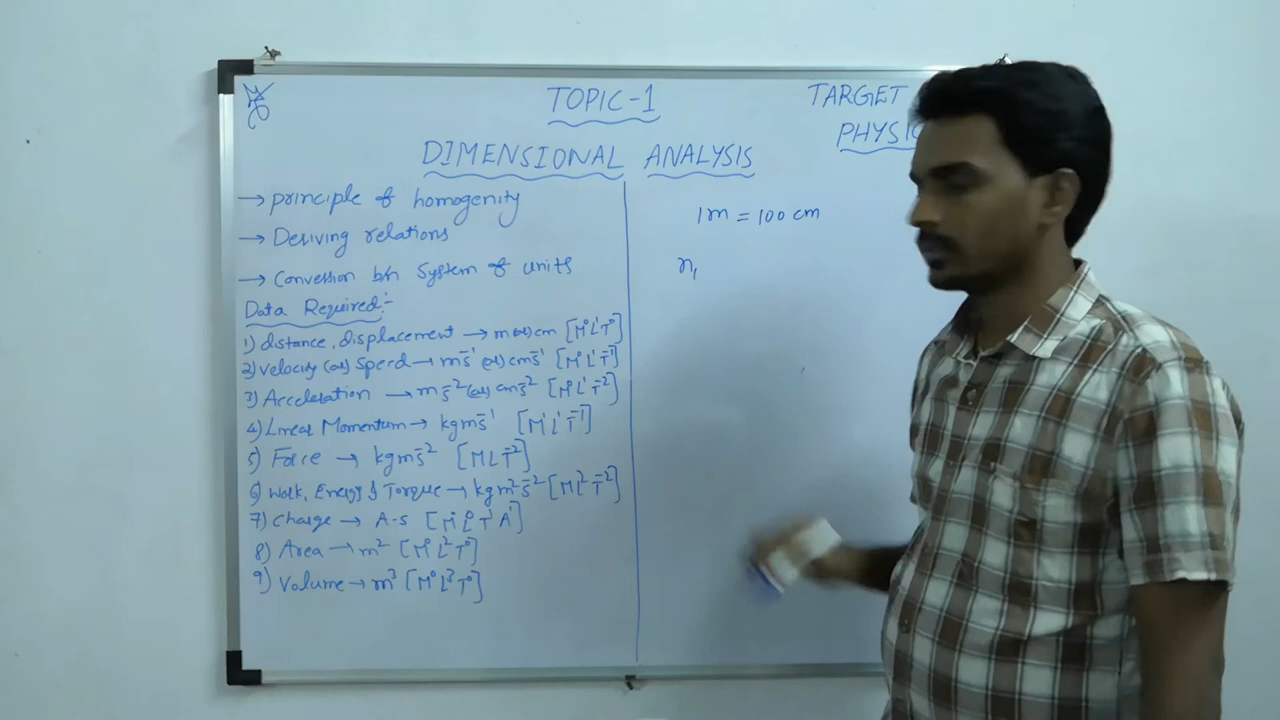 TOPIC-1
TARGET
PHYSIC
DIMENSIONAL ANALYSIS
→ principle of homogenity
→ Deriving relations
→ Conversion b/n System of units
Data Required:-
1) distance, displacement → m (or) cm [M⁰L¹T⁰]
2) velocity (or) Speed → ms⁻¹ (or) cms⁻¹ [M⁰L¹T⁻¹]
3) Acceleration → ms⁻² (or) cms⁻² [M⁰L¹T⁻²]
4) Linear Momentum → kgms⁻¹ [M¹L¹T⁻¹]
5) Force → kgms⁻² [MLT⁻²]
6) Work, Energy & Torque → kgm²s⁻² [ML²T⁻²]
7) Charge → A-s [M⁰L⁰T¹A¹]
8) Area → m² [M⁰L²T⁰]
9) Volume → m³ [M⁰L³T⁰]
1m = 100 cm
n₁